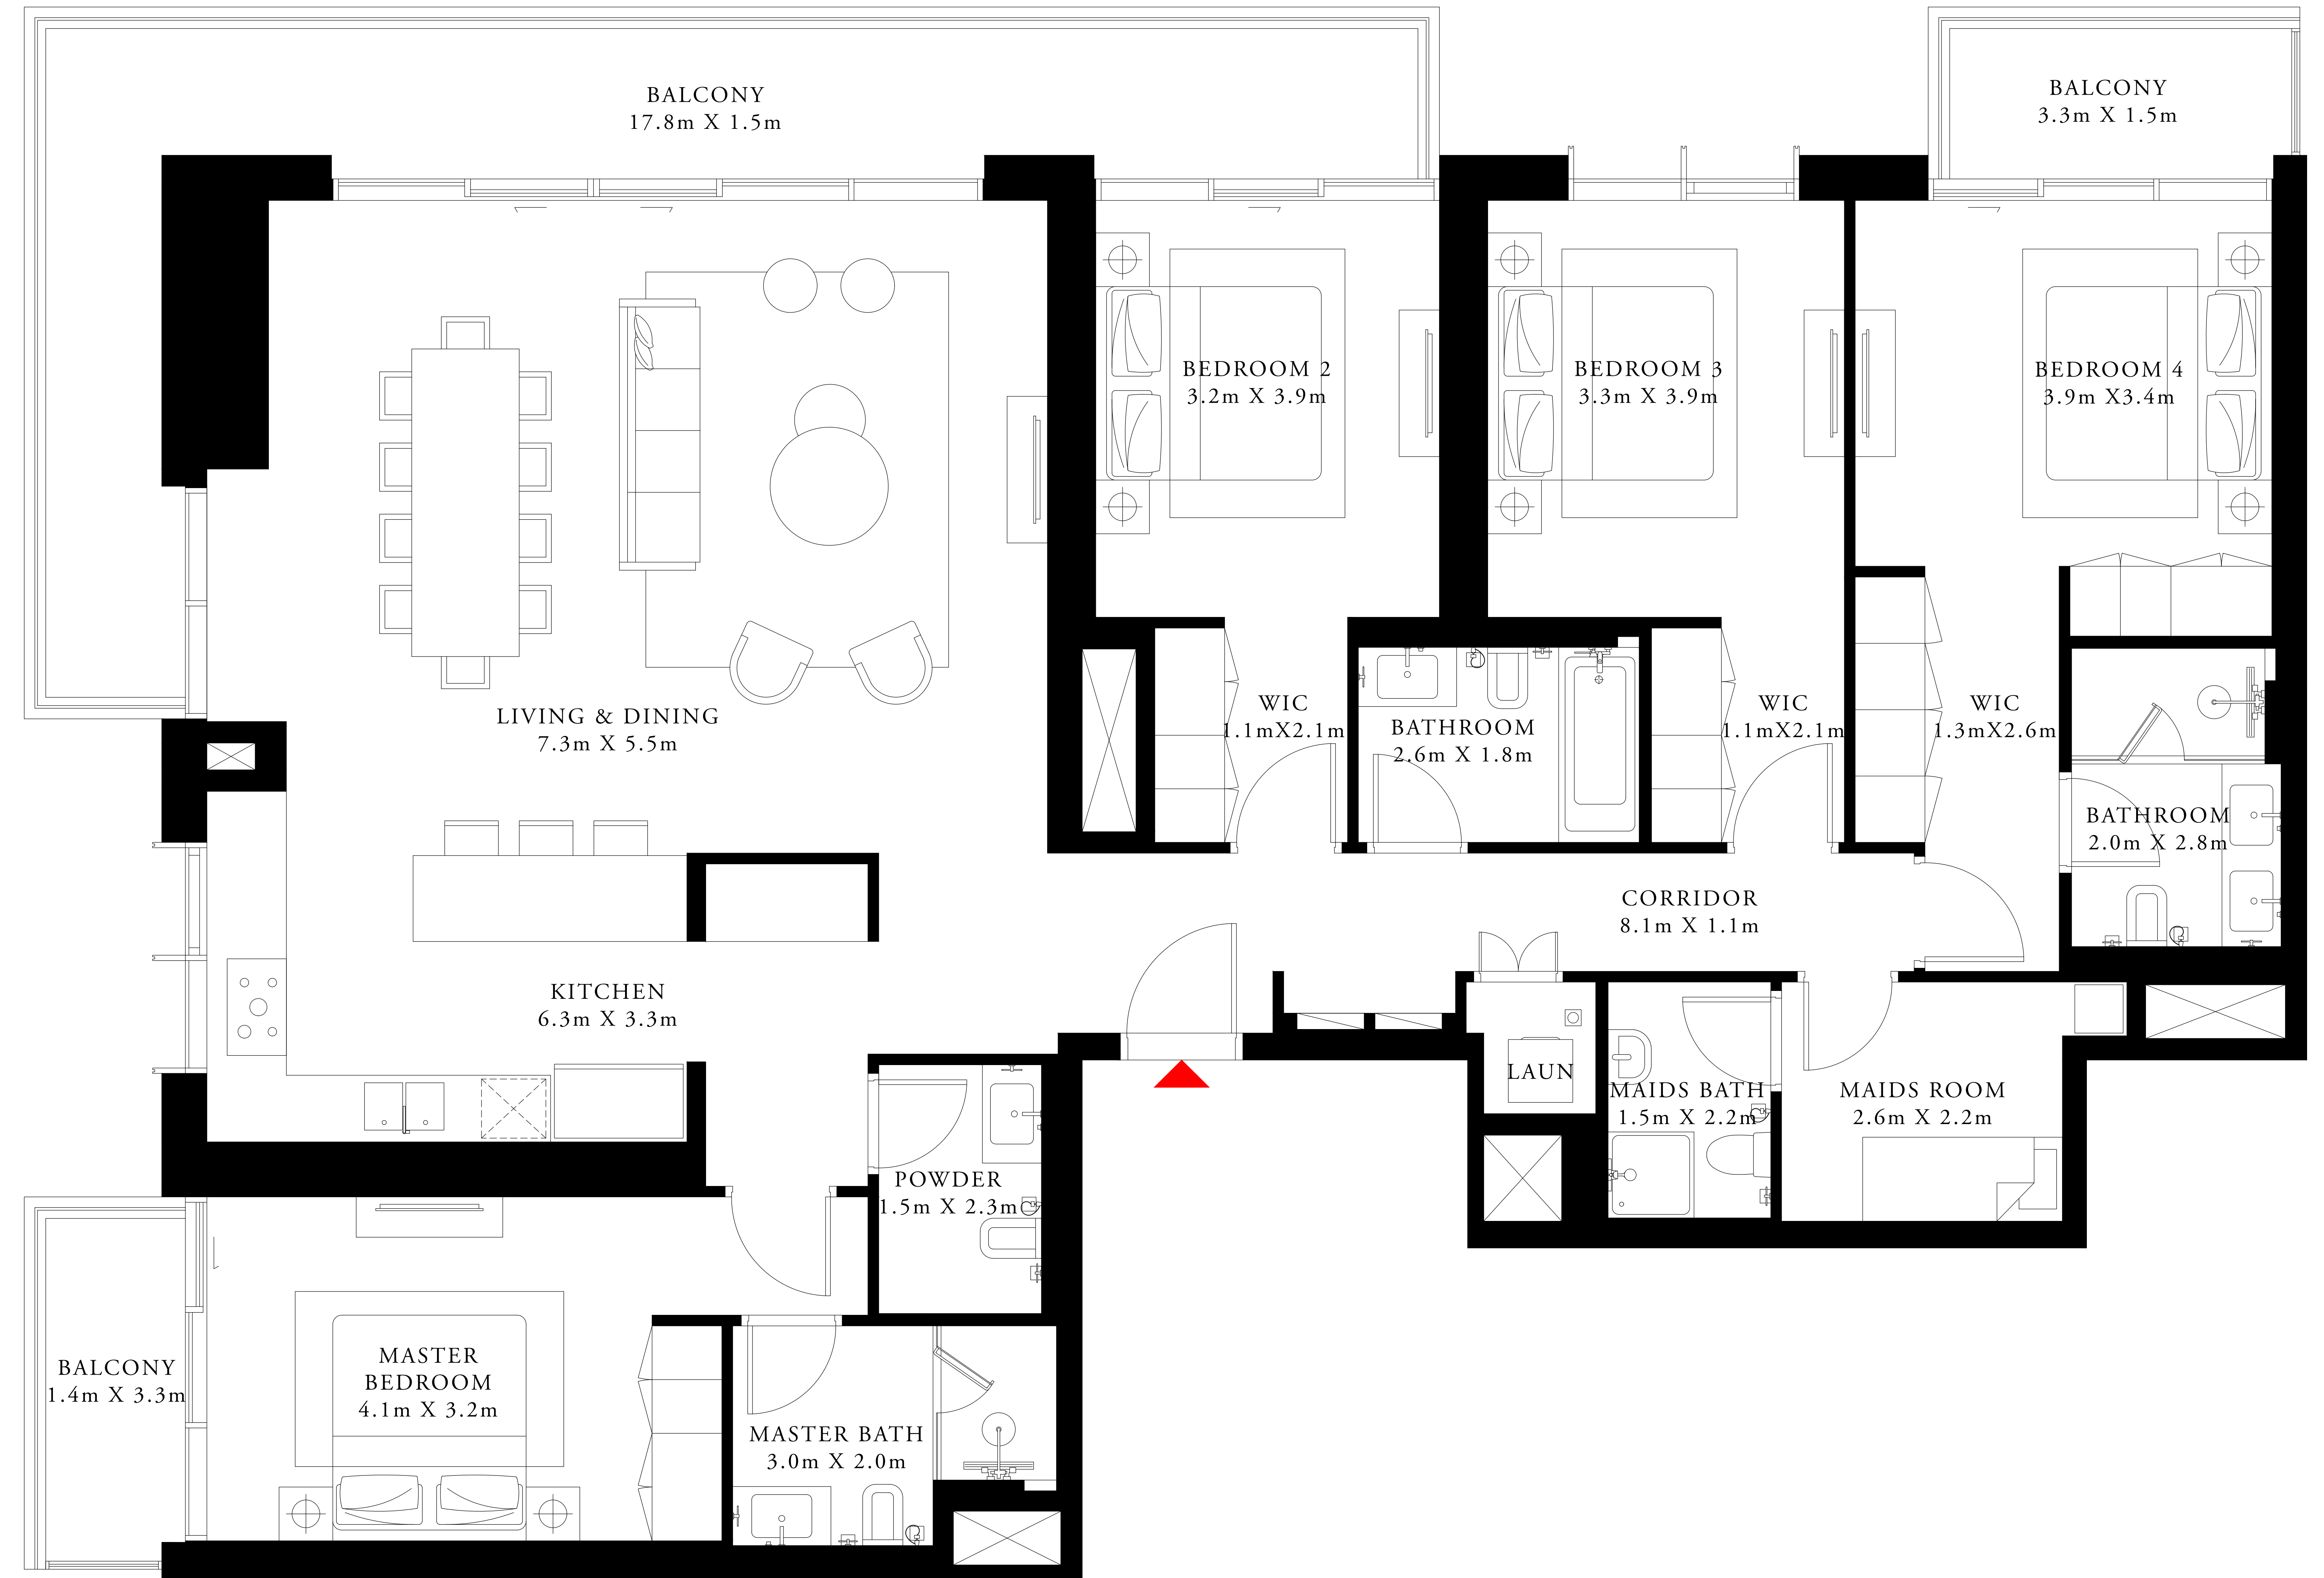 BALCONY
17.8m X 1.5m
BALCONY
3.3m X 1.5m
BEDROOM 2
3.2m X 3.9m
BEDROOM 3
3.3m X 3.9m
BEDROOM 4
3.9m X3.4m
LIVING & DINING
7.3m X 5.5m
WIC
1.1mX2.1m
BATHROOM
2.6m X 1.8m
WIC
1.1mX2.1m
WIC
1.3mX2.6m
BATHROOM
2.0m X 2.8m
CORRIDOR
8.1m X 1.1m
KITCHEN
6.3m X 3.3m
LAUN
MAIDS BATH
1.5m X 2.2m
MAIDS ROOM
2.6m X 2.2m
POWDER
1.5m X 2.3m
BALCONY
1.4m X 3.3m
MASTER
BEDROOM
4.1m X 3.2m
MASTER BATH
3.0m X 2.0m